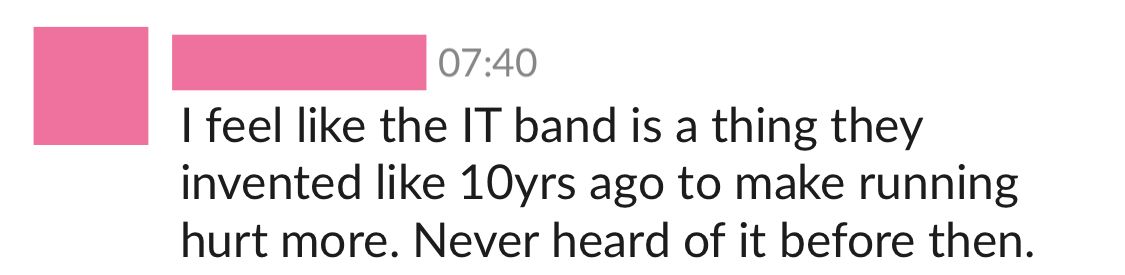 07:40
I feel like the IT band is a thing they
invented like 10yrs ago to make running
hurt more. Never heard of it before then.